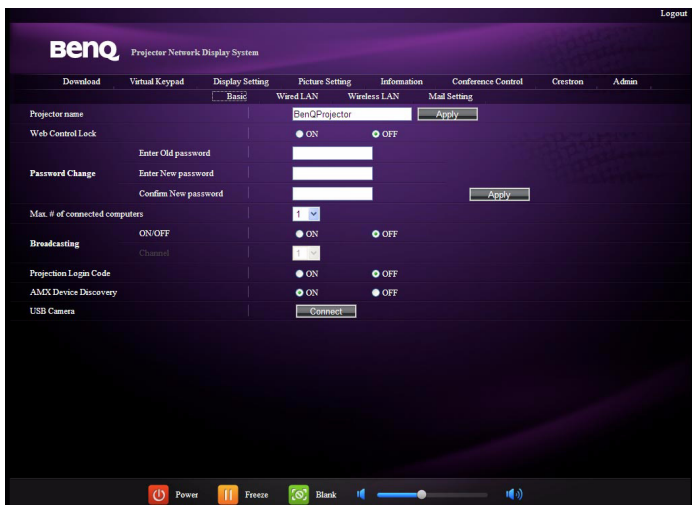 Logout
BenQ Projector Network Display System
Download Virtual Keypad Display Setting Picture Setting Information Conference Control Crestron Admin
Basic Wired LAN Wireless LAN Mail Setting
Projector name BenQProjector Apply
Web Control Lock ON OFF
Enter Old password
Password Change Enter New password
Confirm New password Apply
Max. # of connected computers 1
ON/OFF ON OFF
Broadcasting
Channel 1
Projection Login Code ON OFF
AMX Device Discovery ON OFF
USB Camera Connect
Power Freeze Blank